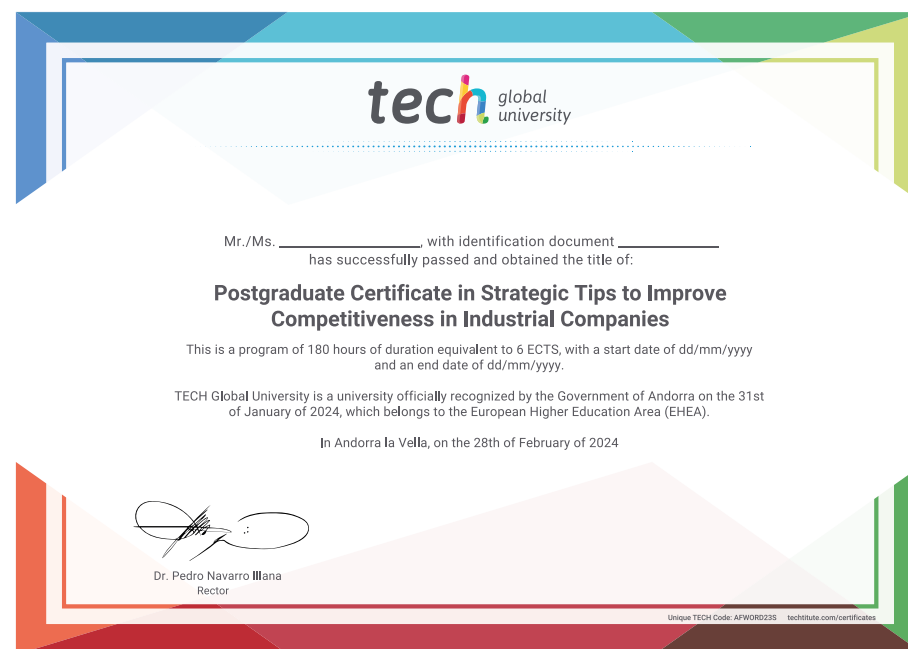 tech global university
Mr./Ms. ____________________, with identification document ______________
has successfully passed and obtained the title of:
Postgraduate Certificate in Strategic Tips to Improve
Competitiveness in Industrial Companies
This is a program of 180 hours of duration equivalent to 6 ECTS, with a start date of dd/mm/yyyy
and an end date of dd/mm/yyyy.
TECH Global University is a university officially recognized by the Government of Andorra on the 31st
of January of 2024, which belongs to the European Higher Education Area (EHEA).
In Andorra la Vella, on the 28th of February of 2024
Dr. Pedro Navarro Illana
Rector
Unique TECH Code: AFWORD23S techtitute.com/certificates